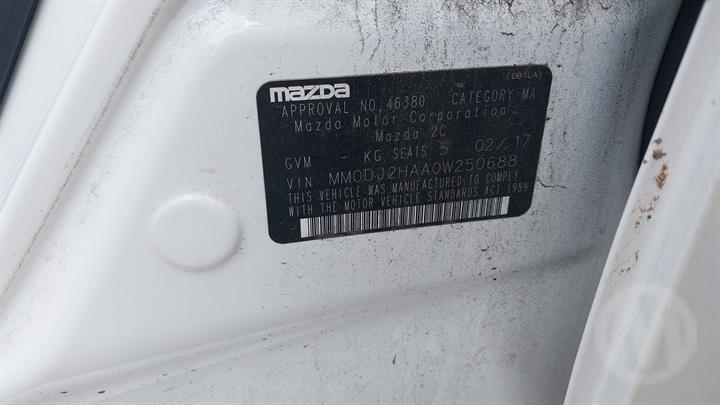 (DB1LA)
mazda
APPROVAL NO.46380 CATEGORY MA
Mazda Motor Corporation
Mazda 2C
GVM - KG SEATS 5 02/17
VIN MM0DJ2HAA0W250688
THIS VEHICLE WAS MANUFACTURED TO COMPLY
WITH THE MOTOR VEHICLE STANDARDS ACT 1989